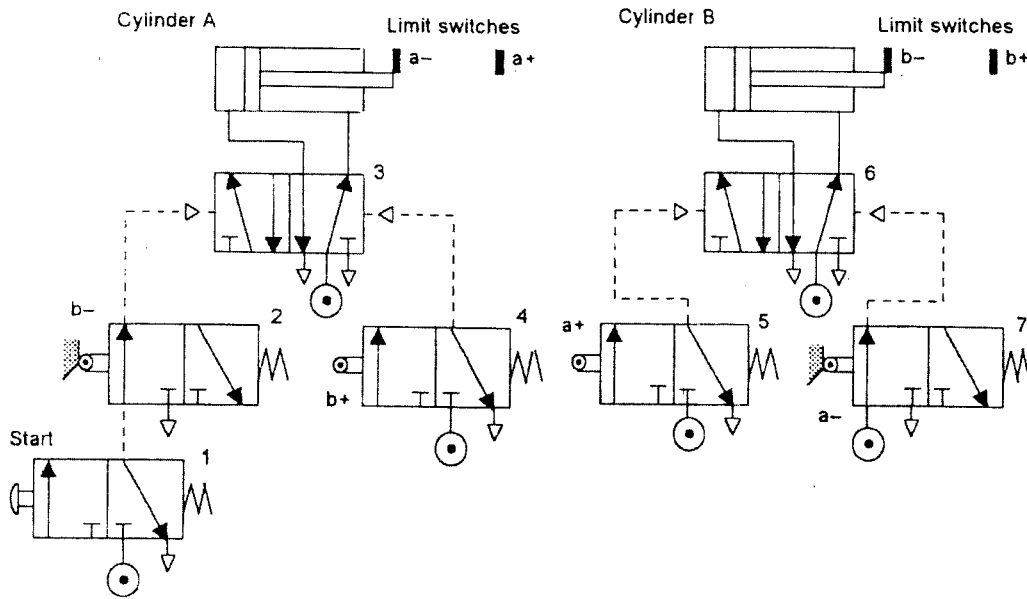 Cylinder A
Limit switches
a−
a+
Cylinder B
Limit switches
b−
b+
3
6
b−
2
4
b+
a+
5
7
a−
Start
1